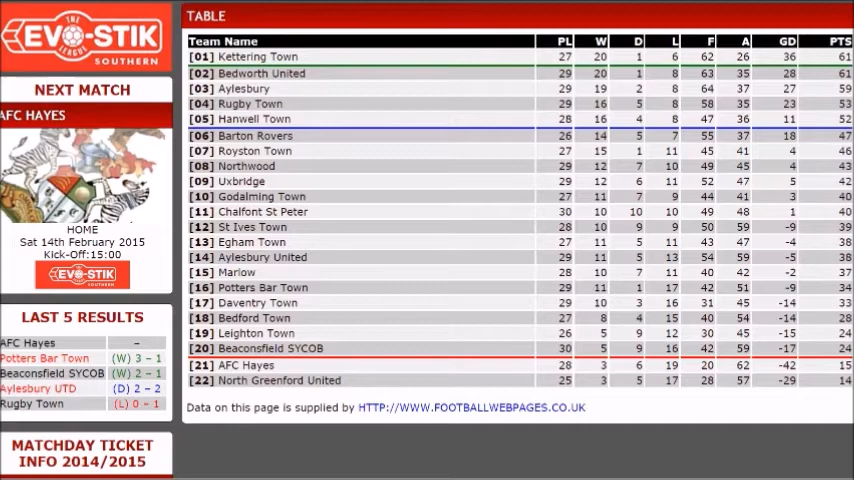 THE
EVO-STIK
LEAGUE
SOUTHERN
NEXT MATCH
AFC HAYES
HOME
Sat 14th February 2015
Kick-Off:15:00
EVO-STIK
LAST 5 RESULTS
AFC Hayes –
Potters Bar Town (W) 3 – 1
Beaconsfield SYCOB (W) 2 – 1
Aylesbury UTD (D) 2 – 2
Rugby Town (L) 0 – 1
MATCHDAY TICKET
INFO 2014/2015
TABLE
Team Name PL W D L F A GD PTS
[01] Kettering Town 27 20 1 6 62 26 36 61
[02] Bedworth United 29 20 1 8 63 35 28 61
[03] Aylesbury 29 19 2 8 64 37 27 59
[04] Rugby Town 29 16 5 8 58 35 23 53
[05] Hanwell Town 28 16 4 8 47 36 11 52
[06] Barton Rovers 26 14 5 7 55 37 18 47
[07] Royston Town 27 15 1 11 45 41 4 46
[08] Northwood 29 12 7 10 49 45 4 43
[09] Uxbridge 29 12 6 11 52 47 5 42
[10] Godalming Town 27 11 7 9 44 41 3 40
[11] Chalfont St Peter 30 10 10 10 49 48 1 40
[12] St Ives Town 28 10 9 9 50 59 -9 39
[13] Egham Town 27 11 5 11 43 47 -4 38
[14] Aylesbury United 29 11 5 13 54 59 -5 38
[15] Marlow 28 10 7 11 40 42 -2 37
[16] Potters Bar Town 29 11 1 17 42 51 -9 34
[17] Daventry Town 29 10 3 16 31 45 -14 33
[18] Bedford Town 27 8 4 15 40 54 -14 28
[19] Leighton Town 26 5 9 12 30 45 -15 24
[20] Beaconsfield SYCOB 30 5 9 16 42 59 -17 24
[21] AFC Hayes 28 3 6 19 20 62 -42 15
[22] North Greenford United 25 3 5 17 28 57 -29 14
Data on this page is supplied by HTTP://WWW.FOOTBALLWEBPAGES.CO.UK